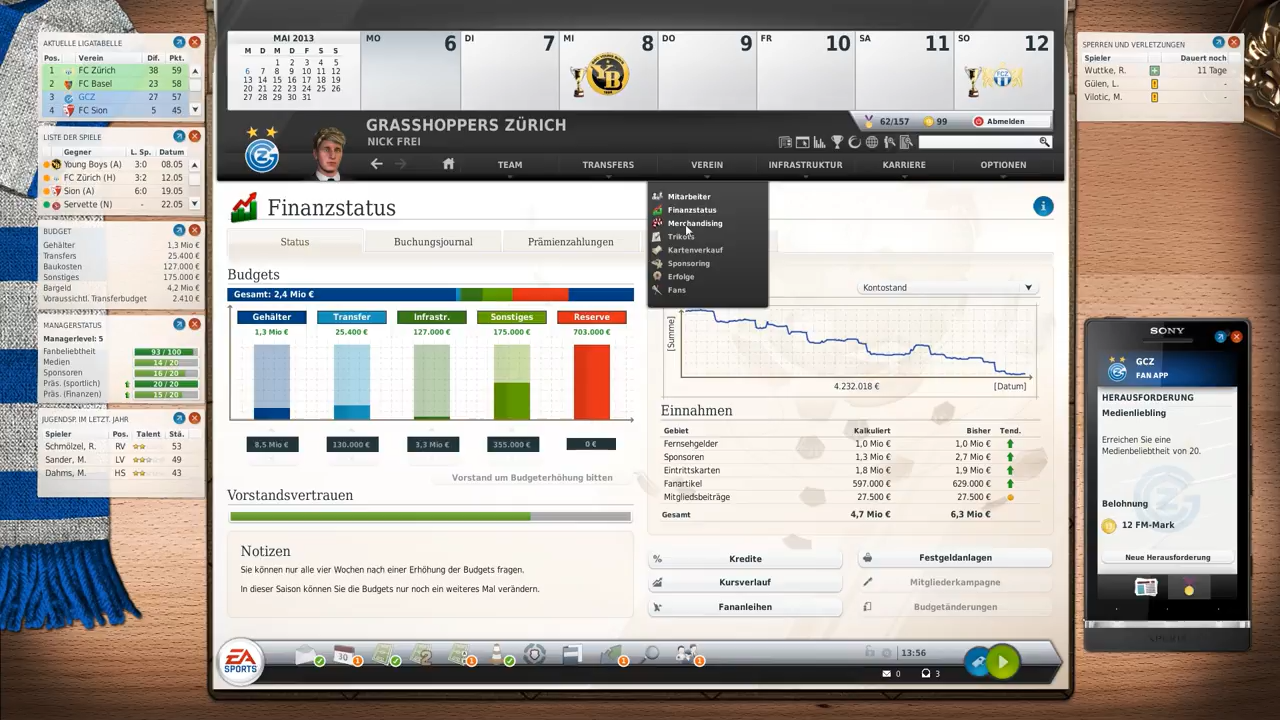 AKTUELLE LIGATABELLE
Pos. Verein Dif. Pkt.
1 FC Zürich 38 59
2 FC Basel 23 58
3 GCZ 27 57
4 FC Sion 5 45
LISTE DER SPIELE
Gegner L. Sp. Datum
Young Boys (A) 3:0 08.05
FC Zürich (H) 3:2 12.05
Sion (A) 6:0 19.05
Servette (N) - 22.05
BUDGET
Gehälter 1,3 Mio €
Transfers 25.400 €
Baukosten 127.000 €
Sonstiges 175.000 €
Bargeld 4,2 Mio €
Voraussichtl. Transferbudget 2.410 €
MANAGERSTATUS
Managerlevel: 5
Fanbeliebtheit 93 / 100
Medien 14 / 20
Sponsoren 16 / 20
Präs. (sportlich) 20 / 20
Präs. (Finanzen) 15 / 20
JUGENDSP. IM LETZT. JAHR
Spieler Pos. Talent Stä.
Schmölzel, R. RV 53
Sander, M. LV 49
Dahms, M. HS 43
MAI 2013
M D M D F S S
1 2 3 4 5
6 7 8 9 10 11 12
13 14 15 16 17 18 19
20 21 22 23 24 25 26
27 28 29 30 31
MO 6
DI 7
MI 8
YB
DO 9
FR 10
SA 11
SO 12
FCZ
GRASSHOPPERS ZÜRICH
NICK FREI
62/157 99 Abmelden
TEAM TRANSFERS VEREIN INFRASTRUKTUR KARRIERE OPTIONEN
Mitarbeiter
Finanzstatus
Merchandising
Trikots
Kartenverkauf
Sponsoring
Erfolge
Fans
Finanzstatus
Status Buchungsjournal Prämienzahlungen
Budgets
Gesamt: 2,4 Mio €
Gehälter Transfer Infrastr. Sonstiges Reserve
1,3 Mio € 25.400 € 127.000 € 175.000 € 703.000 €
8,5 Mio € 130.000 € 3,3 Mio € 355.000 € 0 €
Vorstand um Budgeterhöhung bitten
Vorstandsvertrauen
Notizen
Sie können nur alle vier Wochen nach einer Erhöhung der Budgets fragen.
In dieser Saison können Sie die Budgets nur noch ein weiteres Mal verändern.
Kontostand
[Summe]
4.232.018 € [Datum]
Einnahmen
Gebiet Kalkuliert Bisher Tend.
Fernsehgelder 1,0 Mio € 1,0 Mio €
Sponsoren 1,3 Mio € 2,7 Mio €
Eintrittskarten 1,8 Mio € 1,9 Mio €
Fanartikel 597.000 € 629.000 €
Mitgliedsbeiträge 27.500 € 27.500 €
Gesamt 4,7 Mio € 6,3 Mio €
Kredite Festgeldanlagen
Kursverlauf Mitgliederkampagne
Fananleihen Budgetänderungen
EA SPORTS
30 1 2 1 1 1
13:56
0 3
SPERREN UND VERLETZUNGEN
Spieler Dauert noch
Wuttke, R. 11 Tage
Gülen, L. -
Vilotic, M. -
SONY
GCZ
FAN APP
HERAUSFORDERUNG
Medienliebling
Erreichen Sie eine
Medienbeliebtheit von 20.
Belohnung
12 FM-Mark
Neue Herausforderung